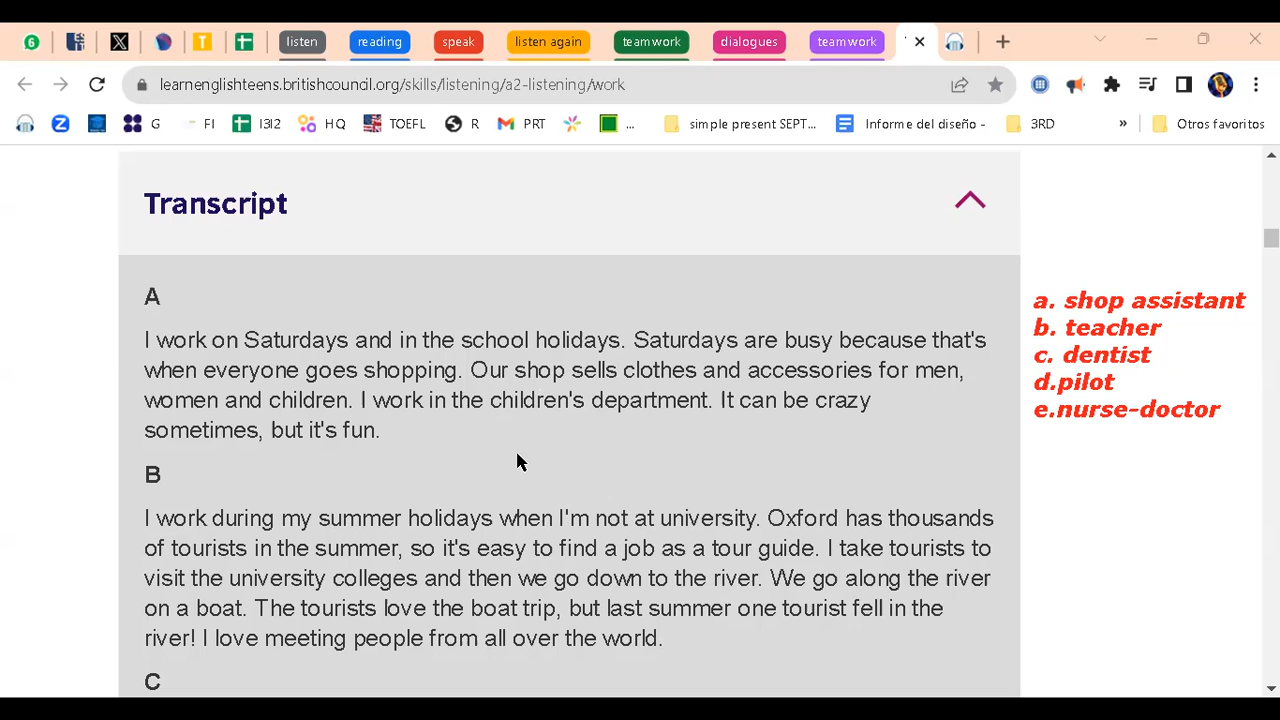 6 X T listen reading speak listen again teamwork dialogues teamwork
learnenglishteens.britishcouncil.org/skills/listening/a2-listening/work
G FI I3I2 HQ TOEFL R PRT ... simple present SEPT... Informe del diseño - 3RD » Otros favoritos
Transcript
A
I work on Saturdays and in the school holidays. Saturdays are busy because that's
when everyone goes shopping. Our shop sells clothes and accessories for men,
women and children. I work in the children's department. It can be crazy
sometimes, but it's fun.
B
I work during my summer holidays when I'm not at university. Oxford has thousands
of tourists in the summer, so it's easy to find a job as a tour guide. I take tourists to
visit the university colleges and then we go down to the river. We go along the river
on a boat. The tourists love the boat trip, but last summer one tourist fell in the
river! I love meeting people from all over the world.
C
a. shop assistant
b. teacher
c. dentist
d.pilot
e.nurse-doctor